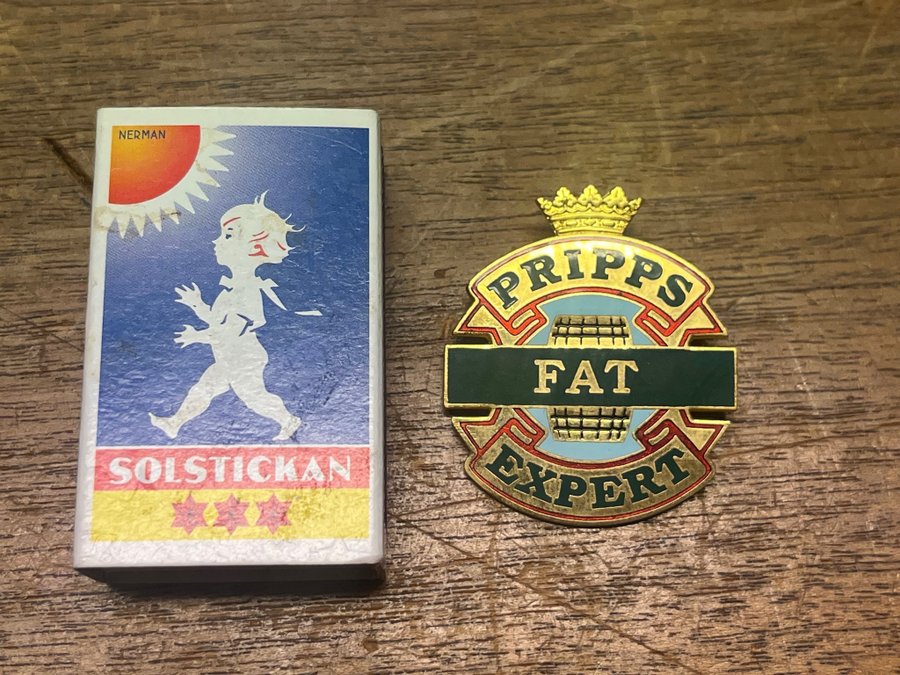 NERMAN
SOLSTICKAN
PRIPPS
FAT
EXPERT